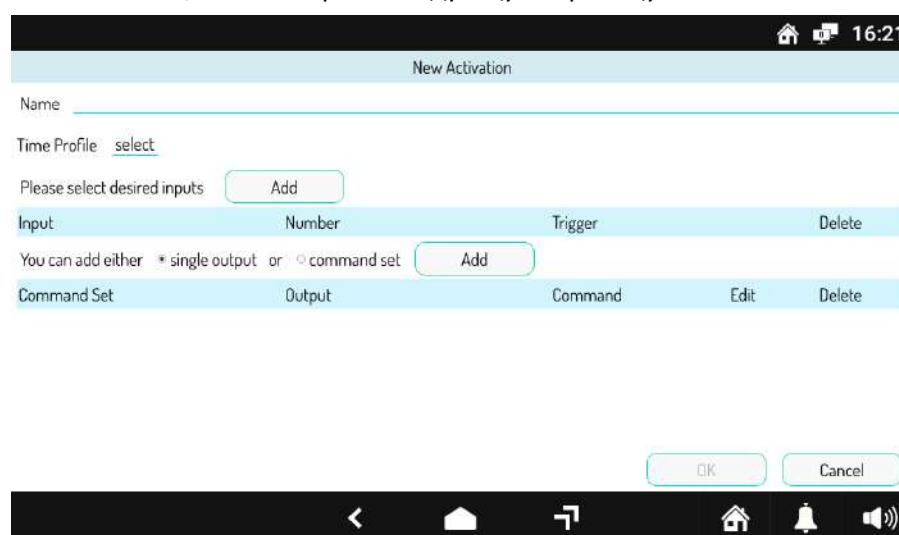 16:21
New Activation
Name
Time Profile select
Please select desired inputs Add
Input Number Trigger Delete
You can add either single output or command set Add
Command Set Output Command Edit Delete
OK Cancel